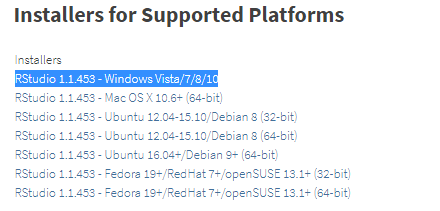 Installers for Supported Platforms
Installers
RStudio 1.1.453 - Windows Vista/7/8/10
RStudio 1.1.453 - Mac OS X 10.6+ (64-bit)
RStudio 1.1.453 - Ubuntu 12.04-15.10/Debian 8 (32-bit)
RStudio 1.1.453 - Ubuntu 12.04-15.10/Debian 8 (64-bit)
RStudio 1.1.453 - Ubuntu 16.04+/Debian 9+ (64-bit)
RStudio 1.1.453 - Fedora 19+/RedHat 7+/openSUSE 13.1+ (32-bit)
RStudio 1.1.453 - Fedora 19+/RedHat 7+/openSUSE 13.1+ (64-bit)